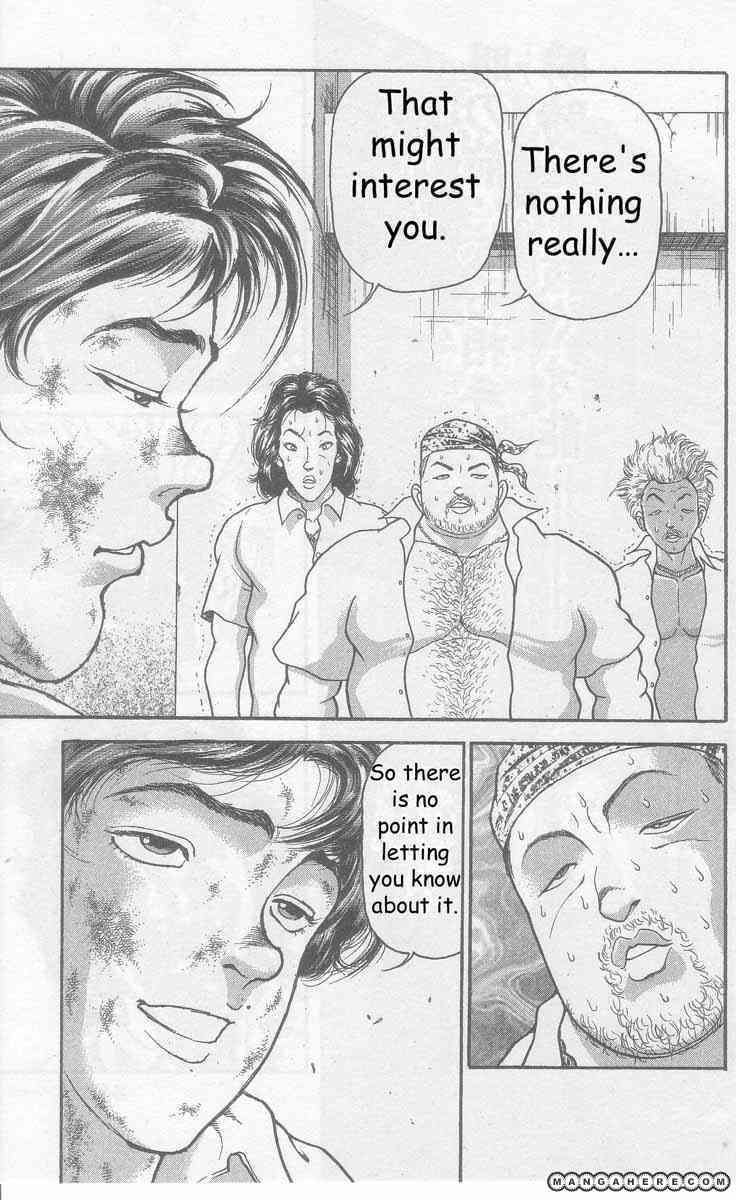 There's
nothing
really...
That
might
interest
you.
So there
is no
point in
letting
you know
about it.
MANGAHERE.COM